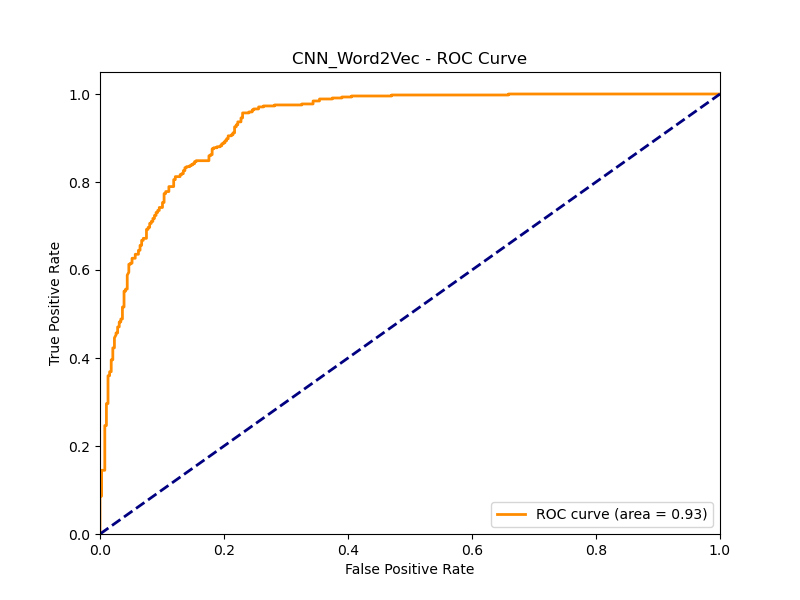 CNN_Word2Vec - ROC Curve
True Positive Rate
1.0
0.8
0.6
0.4
0.2
0.0
0.0 0.2 0.4 0.6 0.8 1.0
False Positive Rate
ROC curve (area = 0.93)